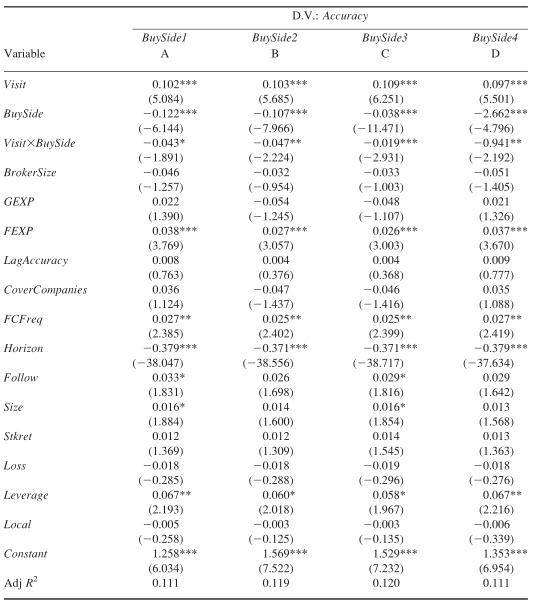 D.V.: Accuracy
BuySide1 BuySide2 BuySide3 BuySide4
Variable A B C D
Visit 0.102*** 0.103*** 0.109*** 0.097***
(5.084) (5.685) (6.251) (5.501)
BuySide −0.122*** −0.107*** −0.038*** −2.662***
(−6.144) (−7.966) (−11.471) (−4.796)
Visit×BuySide −0.043* −0.047** −0.019*** −0.941**
(−1.891) (−2.224) (−2.931) (−2.192)
BrokerSize −0.046 −0.032 −0.033 −0.051
(−1.257) (−0.954) (−1.003) (−1.405)
GEXP 0.022 −0.054 −0.048 0.021
(1.390) (−1.245) (−1.107) (1.326)
FEXP 0.038*** 0.027*** 0.026*** 0.037***
(3.769) (3.057) (3.003) (3.670)
LagAccuracy 0.008 0.004 0.004 0.009
(0.763) (0.376) (0.368) (0.777)
CoverCompanies 0.036 −0.047 −0.046 0.035
(1.124) (−1.437) (−1.416) (1.088)
FCFreq 0.027** 0.025** 0.025** 0.027**
(2.385) (2.402) (2.399) (2.419)
Horizon −0.379*** −0.371*** −0.371*** −0.379***
(−38.047) (−38.556) (−38.717) (−37.634)
Follow 0.033* 0.026 0.029* 0.029
(1.831) (1.698) (1.816) (1.642)
Size 0.016* 0.014 0.016* 0.013
(1.884) (1.600) (1.854) (1.568)
Stkret 0.012 0.012 0.014 0.013
(1.369) (1.309) (1.545) (1.363)
Loss −0.018 −0.018 −0.019 −0.018
(−0.285) (−0.288) (−0.296) (−0.276)
Leverage 0.067** 0.060* 0.058* 0.067**
(2.193) (2.018) (1.967) (2.216)
Local −0.005 −0.003 −0.003 −0.006
(−0.258) (−0.125) (−0.135) (−0.339)
Constant 1.258*** 1.569*** 1.529*** 1.353***
(6.034) (7.522) (7.232) (6.954)
Adj R² 0.111 0.119 0.120 0.111